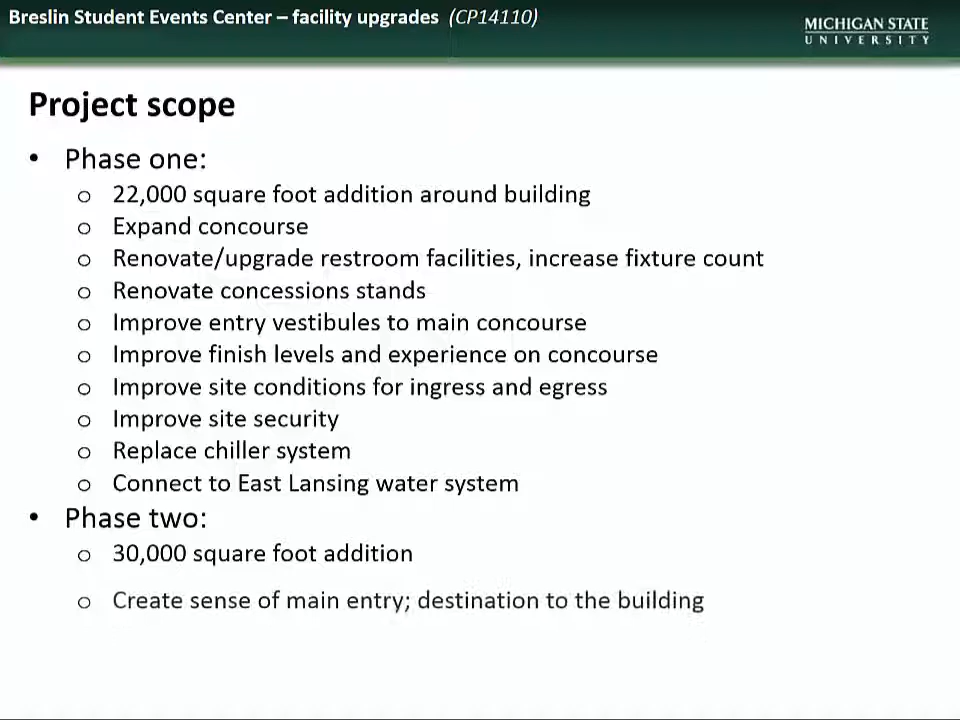 Breslin Student Events Center – facility upgrades (CP14110)
MICHIGAN STATE
UNIVERSITY
Project scope
• Phase one:
o 22,000 square foot addition around building
o Expand concourse
o Renovate/upgrade restroom facilities, increase fixture count
o Renovate concessions stands
o Improve entry vestibules to main concourse
o Improve finish levels and experience on concourse
o Improve site conditions for ingress and egress
o Improve site security
o Replace chiller system
o Connect to East Lansing water system
• Phase two:
o 30,000 square foot addition
o Create sense of main entry; destination to the building